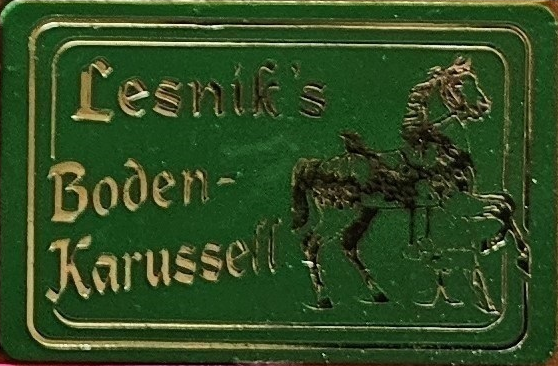 Lesnik's
Boden-
Karussell